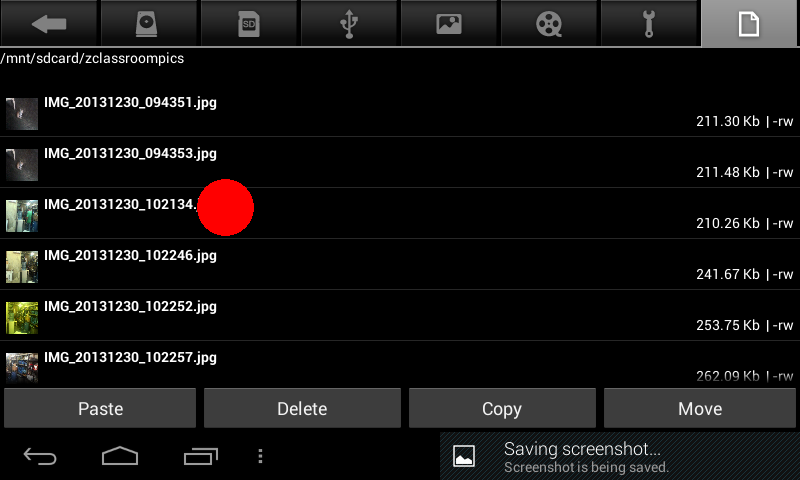 SD
/mnt/sdcard/zclassroompics
IMG_20131230_094351.jpg
211.30 Kb | -rw
IMG_20131230_094353.jpg
211.48 Kb | -rw
IMG_20131230_102134.
210.26 Kb | -rw
IMG_20131230_102246.jpg
241.67 Kb | -rw
IMG_20131230_102252.jpg
253.75 Kb | -rw
IMG_20131230_102257.jpg
262.09 Kb | -rw
Paste Delete Copy Move
Saving screenshot...
Screenshot is being saved.